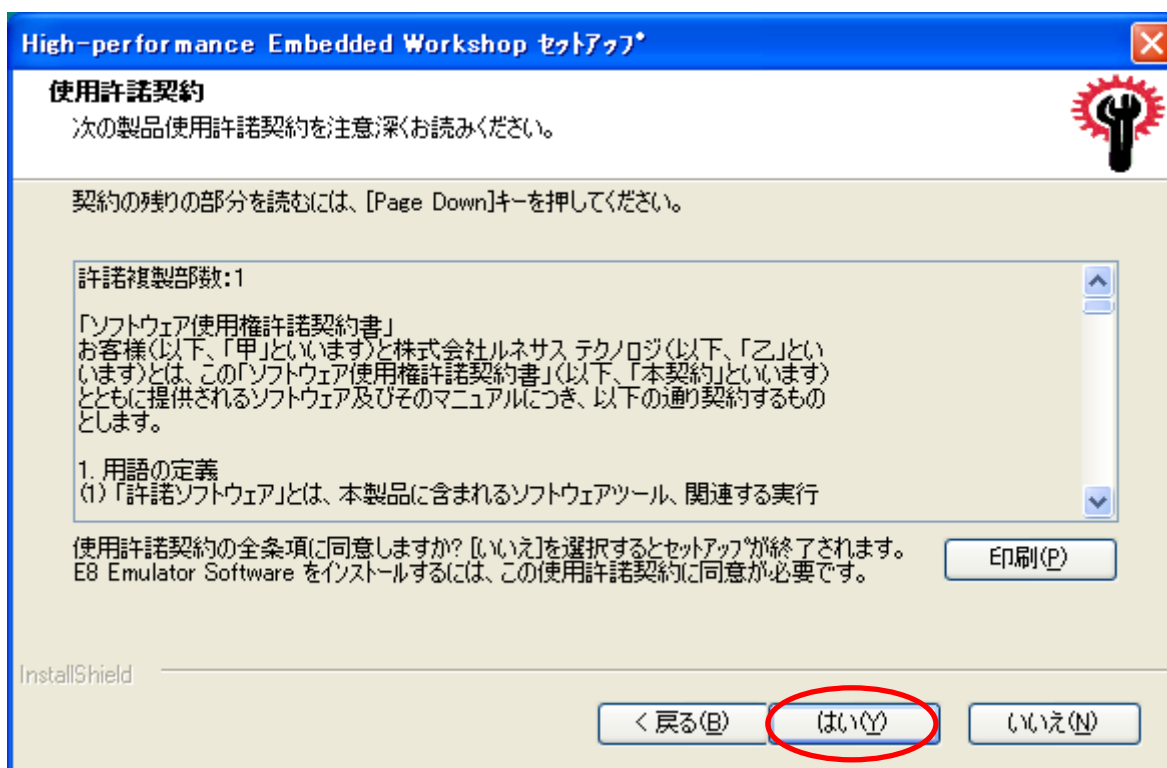 High-performance Embedded Workshop セットアップ
使用許諾契約
次の製品使用許諾契約を注意深くお読みください。
契約の残りの部分を読むには、[Page Down]キーを押してください。
許諾複製部数:1
「ソフトウェア使用権許諾契約書」
お客様(以下、「甲」といいます)と株式会社ルネサス テクノロジ(以下、「乙」とい
います)とは、この「ソフトウェア使用権許諾契約書」(以下、「本契約」といいます)
とともに提供されるソフトウェア及びそのマニュアルにつき、以下の通り契約するもの
とします。
1. 用語の定義
(1) 「許諾ソフトウェア」とは、本製品に含まれるソフトウェアツール、関連する実行
使用許諾契約の全条項に同意しますか? [いいえ]を選択するとセットアップが終了されます。
E8 Emulator Software をインストールするには、この使用許諾契約に同意が必要です。
印刷(P)
InstallShield
< 戻る(B)
はい(Y)
いいえ(N)